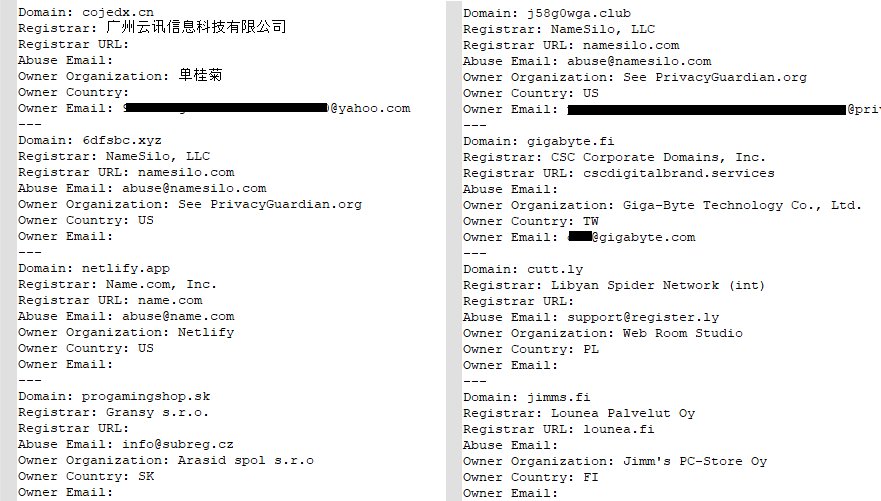 Domain: cojedx.cn
Registrar: 广州云讯信息科技有限公司
Registrar URL:
Abuse Email:
Owner Organization: 单桂菊
Owner Country:
Owner Email: @yahoo.com
---
Domain: 6dfsbc.xyz
Registrar: NameSilo, LLC
Registrar URL: namesilo.com
Abuse Email: abuse@namesilo.com
Owner Organization: See PrivacyGuardian.org
Owner Country: US
Owner Email:
---
Domain: netlify.app
Registrar: Name.com, Inc.
Registrar URL: name.com
Abuse Email: abuse@name.com
Owner Organization: Netlify
Owner Country: US
Owner Email:
---
Domain: progamingshop.sk
Registrar: Gransy s.r.o.
Registrar URL:
Abuse Email: info@subreg.cz
Owner Organization: Arasid spol s.r.o
Owner Country: SK
Owner Email:
Domain: j58g0wga.club
Registrar: NameSilo, LLC
Registrar URL: namesilo.com
Abuse Email: abuse@namesilo.com
Owner Organization: See PrivacyGuardian.org
Owner Country: US
Owner Email: @pri
---
Domain: gigabyte.fi
Registrar: CSC Corporate Domains, Inc.
Registrar URL: cscdigitalbrand.services
Abuse Email:
Owner Organization: Giga-Byte Technology Co., Ltd.
Owner Country: TW
Owner Email: @gigabyte.com
---
Domain: cutt.ly
Registrar: Libyan Spider Network (int)
Registrar URL:
Abuse Email: support@register.ly
Owner Organization: Web Room Studio
Owner Country: PL
Owner Email:
---
Domain: jimms.fi
Registrar: Lounea Palvelut Oy
Registrar URL: lounea.fi
Abuse Email:
Owner Organization: Jimm's PC-Store Oy
Owner Country: FI
Owner Email: